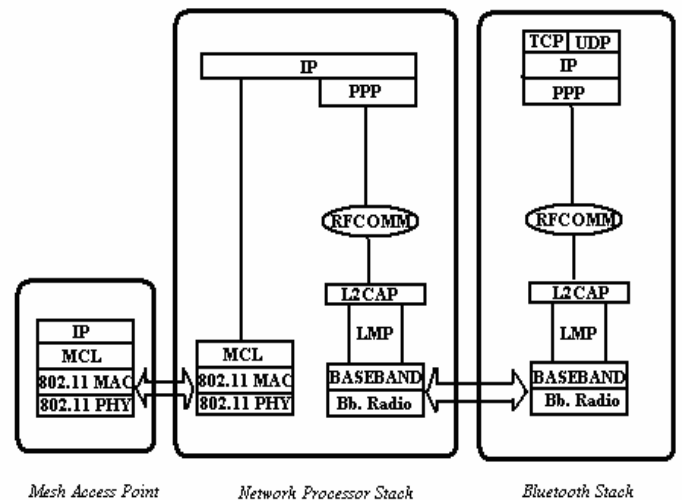 IP
MCL
802.11 MAC
802.11 PHY
Mesh Access Point
IP
PPP
RFCOMM
L2CAP
LMP
MCL
802.11 MAC
802.11 PHY
BASEBAND
Bb. Radio
Network Processor Stack
TCP UDP
IP
PPP
RFCOMM
L2CAP
LMP
BASEBAND
Bb. Radio
Bluetooth Stack